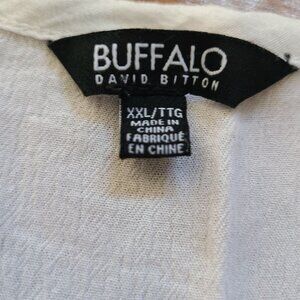 BUFFALO
DAVID BITTON
XXL/TTG
MADE IN
CHINA
FABRIQUÉ
EN CHINE